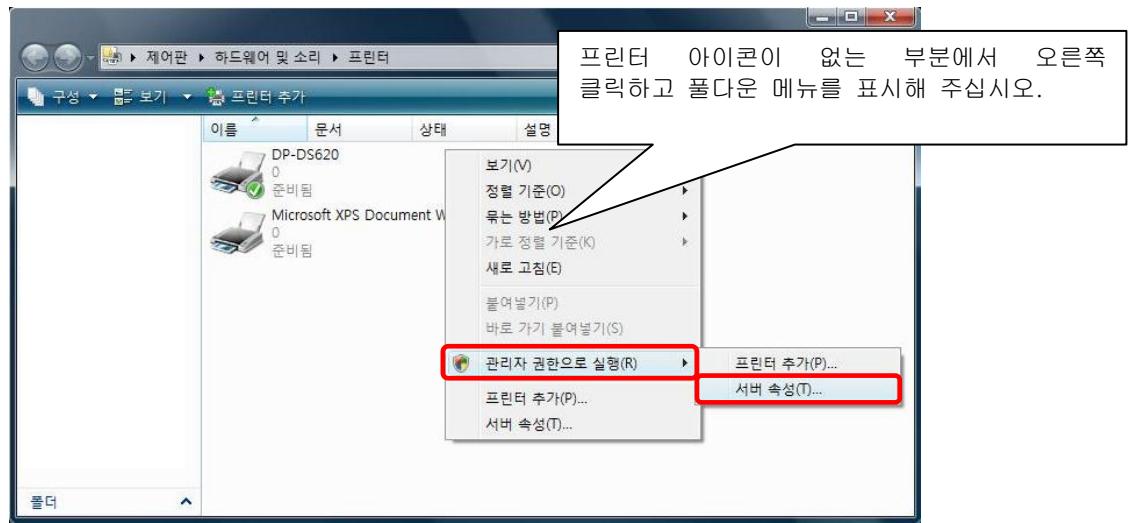 제어판 ▸ 하드웨어 및 소리 ▸ 프린터
프린터 아이콘이 없는 부분에서 오른쪽
클릭하고 풀다운 메뉴를 표시해 주십시오.
구성 보기 프린터 추가
이름 문서 상태 설명
DP-DS620
0
준비됨
Microsoft XPS Document W
0
준비됨
보기(V)
정렬 기준(O)
묶는 방법(P)
가로 정렬 기준(K)
새로 고침(E)
붙여넣기(P)
바로 가기 붙여넣기(S)
관리자 권한으로 실행(R)
프린터 추가(P)...
서버 속성(T)...
프린터 추가(P)...
서버 속성(T)...
폴더